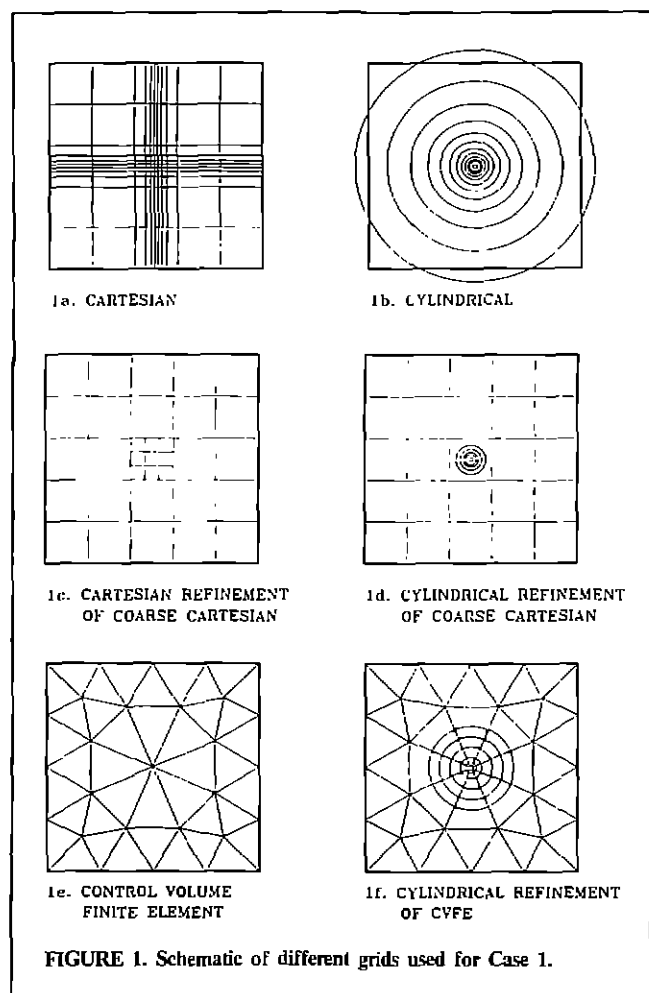 1a. CARTESIAN
1b. CYLINDRICAL
1c. CARTESIAN REFINEMENT
OF COARSE CARTESIAN
1d. CYLINDRICAL REFINEMENT
OF COARSE CARTESIAN
1e. CONTROL VOLUME
FINITE ELEMENT
1f. CYLINDRICAL REFINEMENT
OF CVFE
FIGURE 1. Schematic of different grids used for Case 1.